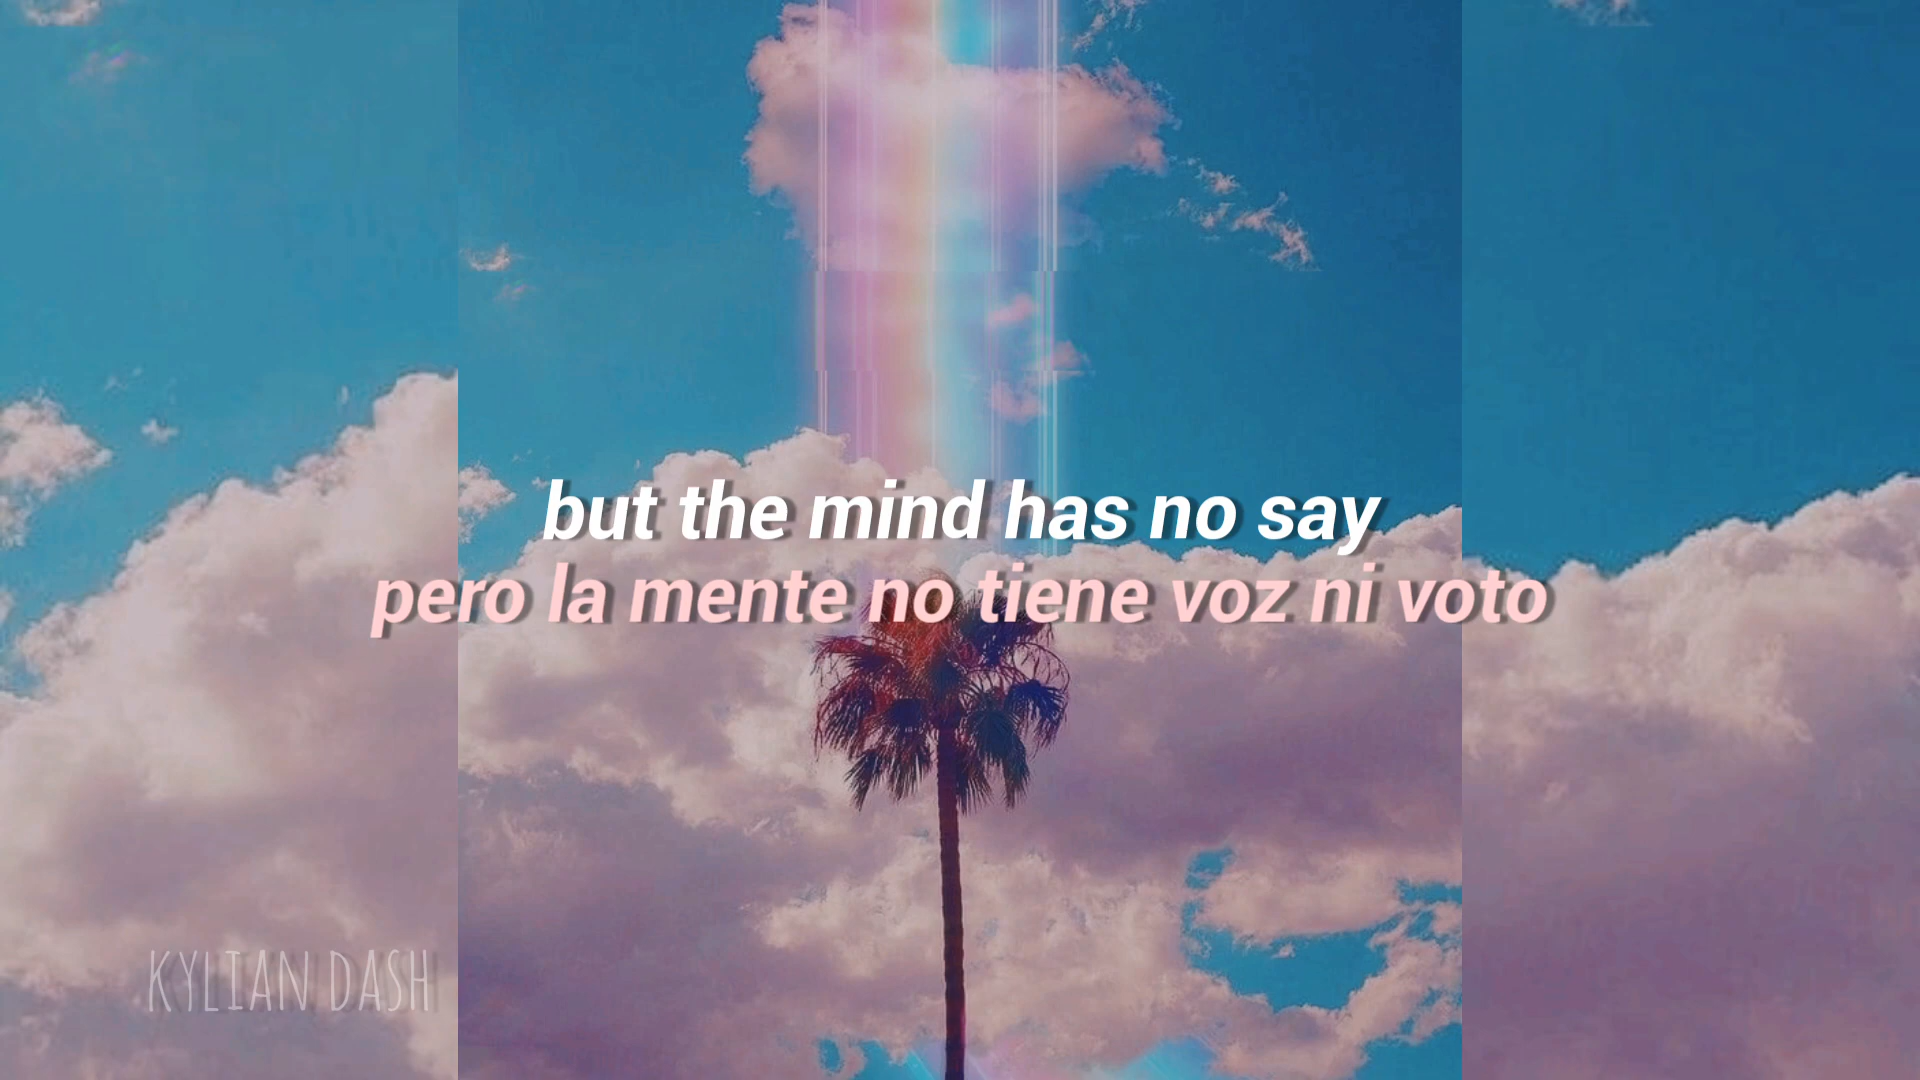 but the mind has no say
pero la mente no tiene voz ni voto
KYLIAN DASH